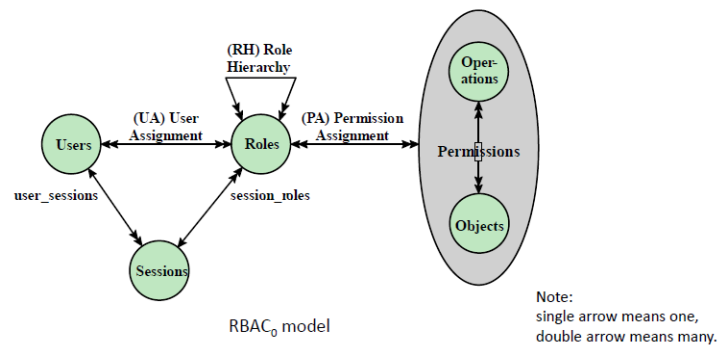 (RH) Role
Hierarchy
Oper-
ations
(UA) User
Assignment
(PA) Permission
Assignment
Users
Roles
Permissions
user_sessions
session_roles
Objects
Sessions
RBAC₀ model
Note:
single arrow means one,
double arrow means many.